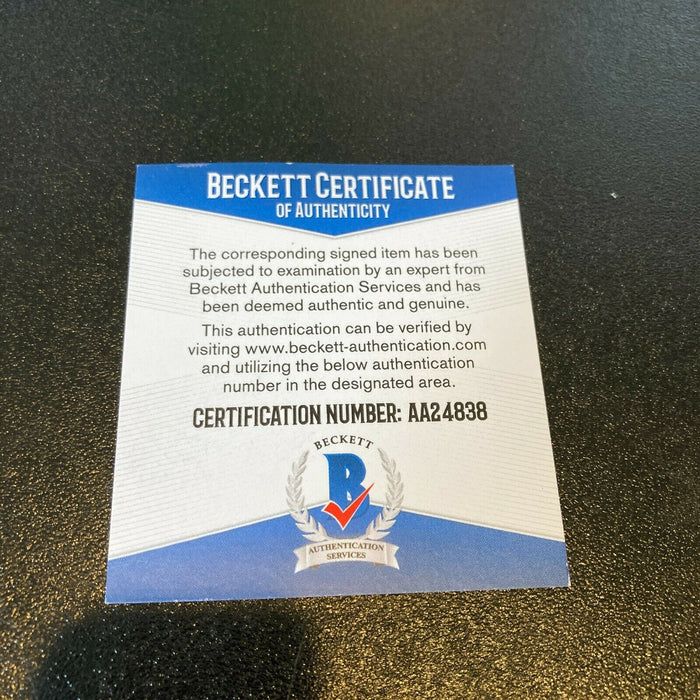 BECKETT CERTIFICATE
OF AUTHENTICITY
The corresponding signed item has been
subjected to examination by an expert from
Beckett Authentication Services and has
been deemed authentic and genuine.
This authentication can be verified by
visiting www.beckett-authentication.com
and utilizing the below authentication
number in the designated area.
CERTIFICATION NUMBER: AA24838
BECKETT
B
AUTHENTICATION
SERVICES